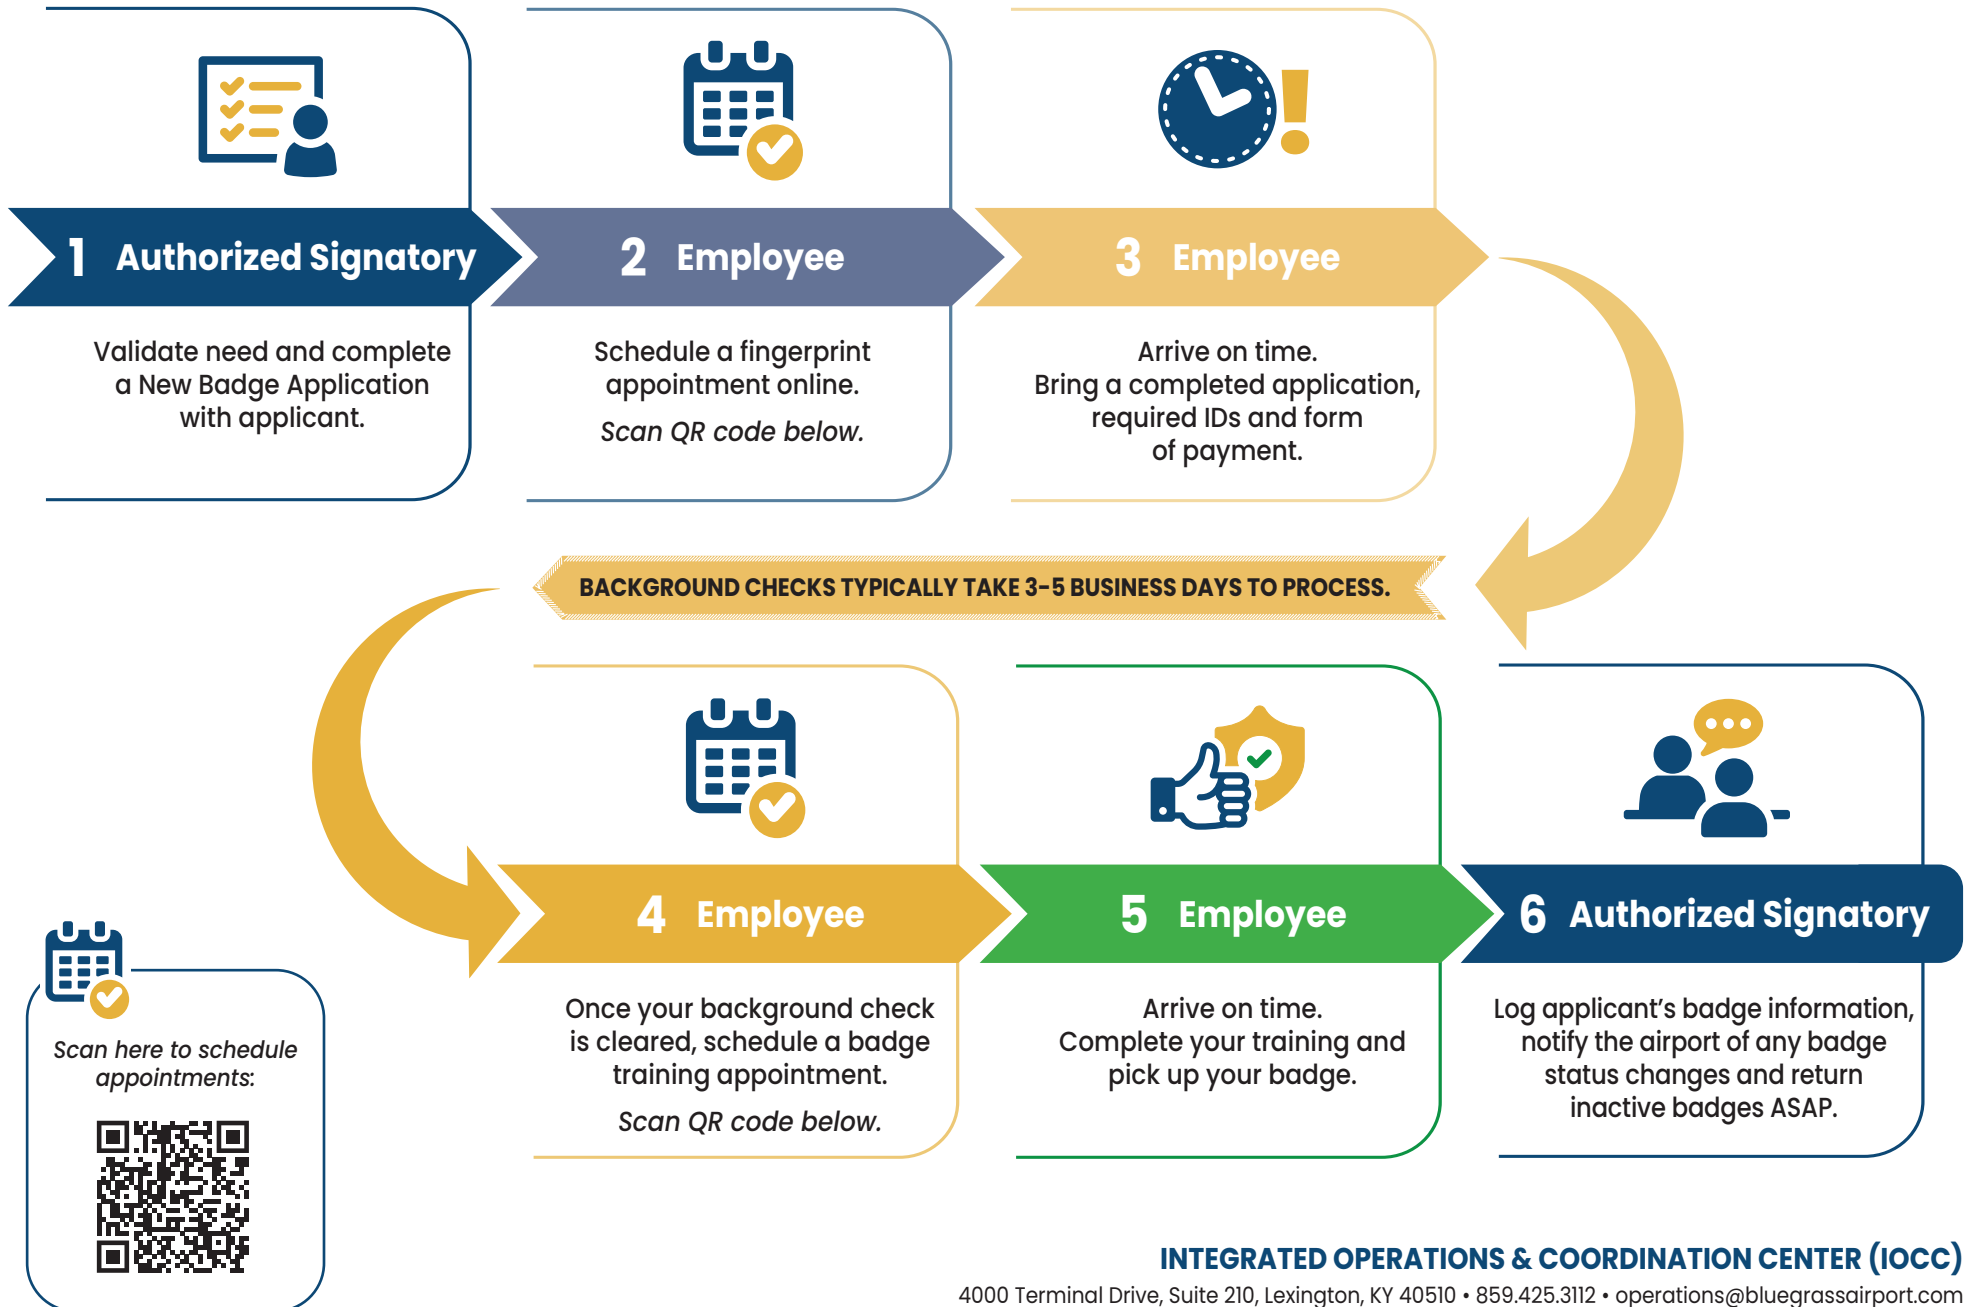 1 Authorized Signatory
Validate need and complete
a New Badge Application
with applicant.
2 Employee
Schedule a fingerprint
appointment online.
Scan QR code below.
3 Employee
Arrive on time.
Bring a completed application,
required IDs and form
of payment.
BACKGROUND CHECKS TYPICALLY TAKE 3-5 BUSINESS DAYS TO PROCESS.
4 Employee
Once your background check
is cleared, schedule a badge
training appointment.
Scan QR code below.
5 Employee
Arrive on time.
Complete your training and
pick up your badge.
6 Authorized Signatory
Log applicant’s badge information,
notify the airport of any badge
status changes and return
inactive badges ASAP.
Scan here to schedule
appointments:
INTEGRATED OPERATIONS & COORDINATION CENTER (IOCC)
4000 Terminal Drive, Suite 210, Lexington, KY 40510 • 859.425.3112 • operations@bluegrassairport.com